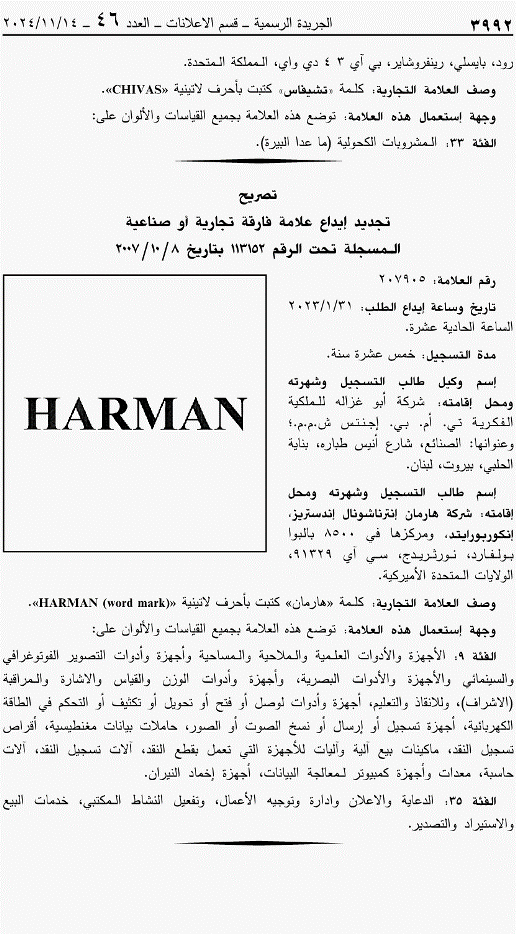 ٣٩٩٢ الجريدة الرسمية ـ قسم الاعلانات ـ العدد ٤٦ ـ ٢٠٢٤/١١/١٤
رود، بايسلي، رينفروشاير، بي آي ٣ ٤ دي واي، المملكة المتحدة.
وصف العلامة التجارية: كلمة «تشيفاس» كتبت بأحرف لاتينية «CHIVAS».
وجهة إستعمال هذه العلامة: توضع هذه العلامة بجميع القياسات والألوان على:
الفئة ٣٣: المشروبات الكحولية (ما عدا البيرة).
تصريح
تجديد إيداع علامة فارقة تجارية أو صناعية
المسجلة تحت الرقم ١١٣١٥٢ بتاريخ ٢٠٠٧/١٠/٨
رقم العلامة: ٢٠٧٩٠٥
تاريخ وساعة إيداع الطلب: ٢٠٢٣/١/٣١
الساعة الحادية عشرة.
مدة التسجيل: خمس عشرة سنة.
إسم وكيل طالب التسجيل وشهرته
ومحل إقامته: شركة أبو غزاله للملكية
الفكرية تي. أم. بي. إجنتس ش.م.م.؛
وعنوانها: الصنائع، شارع أنيس طباره، بناية
الحلبي، بيروت، لبنان.
إسم طالب التسجيل وشهرته ومحل
إقامته: شركة هارمان إنترناشونال إندستريز،
إنكوربورايتد، ومركزها في ٨٥٠٠ بالبوا
بولفارد، نورثريدج، سي آي ٩١٣٢٩،
الولايات المتحدة الأميركية.
HARMAN
وصف العلامة التجارية: كلمة «هارمان» كتبت بأحرف لاتينية «HARMAN (word mark)».
وجهة إستعمال هذه العلامة: توضع هذه العلامة بجميع القياسات والألوان على:
الفئة ٩: الأجهزة والأدوات العلمية والملاحية والمساحية وأجهزة وأدوات التصوير الفوتوغرافي
والسينمائي والأجهزة والأدوات البصرية، وأجهزة وأدوات الوزن والقياس والاشارة والمراقبة
(الاشراف)، وللانقاذ والتعليم، أجهزة وأدوات لوصل أو فتح أو تحويل أو تكثيف أو التحكم في الطاقة
الكهربائية، أجهزة تسجيل أو إرسال أو نسخ الصوت أو الصور، حاملات بيانات مغنطيسية، أقراص
تسجيل النقد، ماكينات بيع آلية وآليات للأجهزة التي تعمل بقطع النقد، آلات تسجيل النقد، آلات
حاسبة، معدات وأجهزة كمبيوتر لمعالجة البيانات، أجهزة إخماد النيران.
الفئة ٣٥: الدعاية والاعلان وادارة وتوجيه الأعمال، وتفعيل النشاط المكتبي، خدمات البيع
والاستيراد والتصدير.